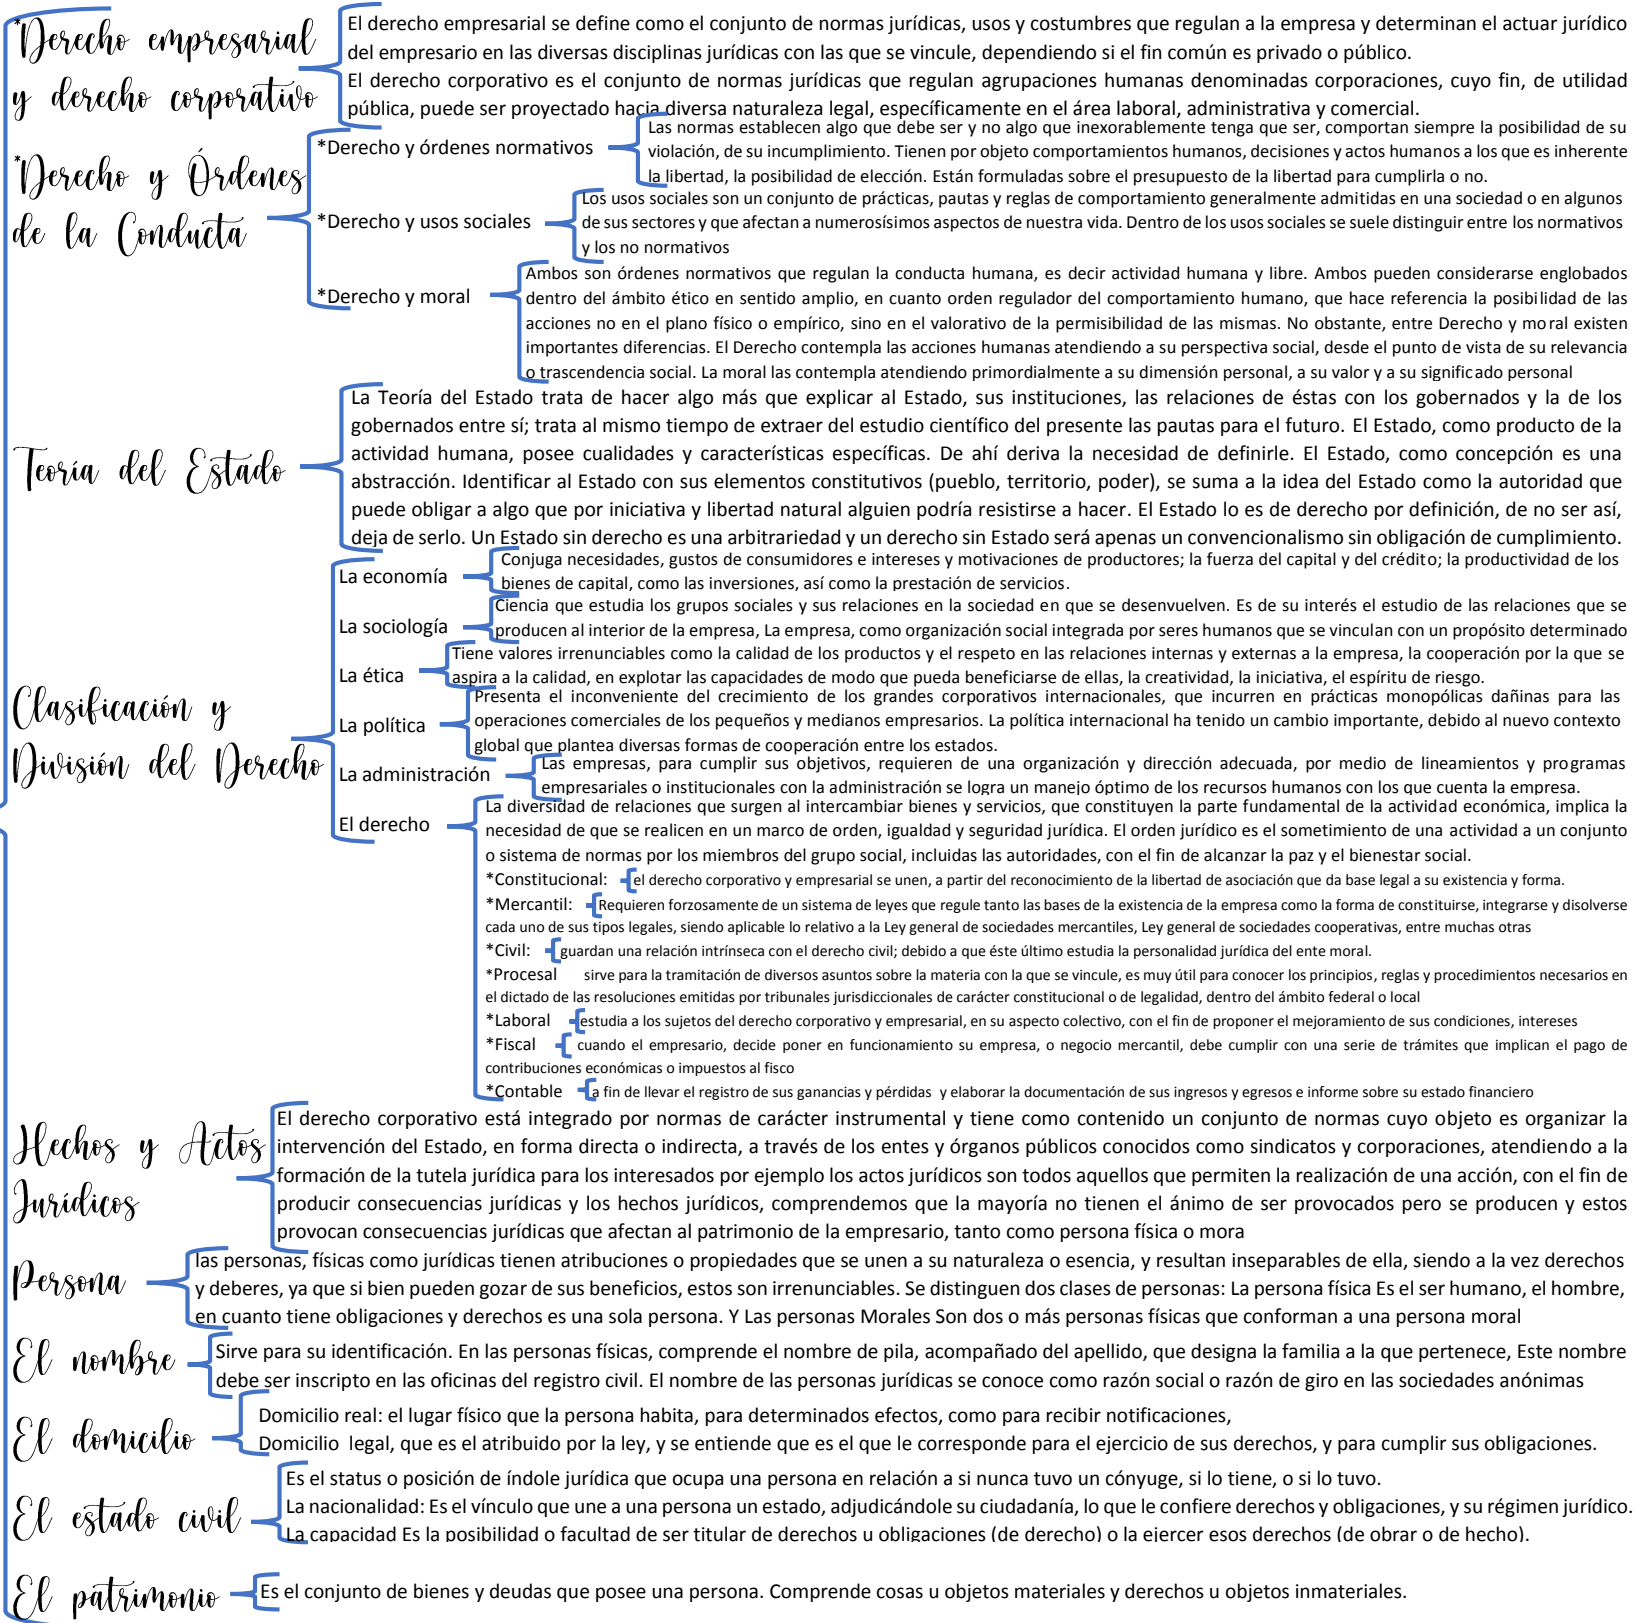 *Derecho empresarial
y derecho corporativo
El derecho empresarial se define como el conjunto de normas jurídicas, usos y costumbres que regulan a la empresa y determinan el actuar jurídico
del empresario en las diversas disciplinas jurídicas con las que se vincule, dependiendo si el fin común es privado o público.
El derecho corporativo es el conjunto de normas jurídicas que regulan agrupaciones humanas denominadas corporaciones, cuyo fin, de utilidad
pública, puede ser proyectado hacia diversa naturaleza legal, específicamente en el área laboral, administrativa y comercial.
*Derecho y Órdenes
de la Conducta
*Derecho y órdenes normativos
Las normas establecen algo que debe ser y no algo que inexorablemente tenga que ser, comportan siempre la posibilidad de su
violación, de su incumplimiento. Tienen por objeto comportamientos humanos, decisiones y actos humanos a los que es inherente
la libertad, la posibilidad de elección. Están formuladas sobre el presupuesto de la libertad para cumplirla o no.
*Derecho y usos sociales
Los usos sociales son un conjunto de prácticas, pautas y reglas de comportamiento generalmente admitidas en una sociedad o en algunos
de sus sectores y que afectan a numerosísimos aspectos de nuestra vida. Dentro de los usos sociales se suele distinguir entre los normativos
y los no normativos
*Derecho y moral
Ambos son órdenes normativos que regulan la conducta humana, es decir actividad humana y libre. Ambos pueden considerarse englobados
dentro del ámbito ético en sentido amplio, en cuanto orden regulador del comportamiento humano, que hace referencia la posibilidad de las
acciones no en el plano físico o empírico, sino en el valorativo de la permisibilidad de las mismas. No obstante, entre Derecho y moral existen
importantes diferencias. El Derecho contempla las acciones humanas atendiendo a su perspectiva social, desde el punto de vista de su relevancia
o trascendencia social. La moral las contempla atendiendo primordialmente a su dimensión personal, a su valor y a su significado personal
Teoría del Estado
La Teoría del Estado trata de hacer algo más que explicar al Estado, sus instituciones, las relaciones de éstas con los gobernados y la de los
gobernados entre sí; trata al mismo tiempo de extraer del estudio científico del presente las pautas para el futuro. El Estado, como producto de la
actividad humana, posee cualidades y características específicas. De ahí deriva la necesidad de definirle. El Estado, como concepción es una
abstracción. Identificar al Estado con sus elementos constitutivos (pueblo, territorio, poder), se suma a la idea del Estado como la autoridad que
puede obligar a algo que por iniciativa y libertad natural alguien podría resistirse a hacer. El Estado lo es de derecho por definición, de no ser así,
deja de serlo. Un Estado sin derecho es una arbitrariedad y un derecho sin Estado será apenas un convencionalismo sin obligación de cumplimiento.
Clasificación y
División del Derecho
La economía
Conjuga necesidades, gustos de consumidores e intereses y motivaciones de productores; la fuerza del capital y del crédito; la productividad de los
bienes de capital, como las inversiones, así como la prestación de servicios.
La sociología
Ciencia que estudia los grupos sociales y sus relaciones en la sociedad en que se desenvuelven. Es de su interés el estudio de las relaciones que se
producen al interior de la empresa, La empresa, como organización social integrada por seres humanos que se vinculan con un propósito determinado
La ética
Tiene valores irrenunciables como la calidad de los productos y el respeto en las relaciones internas y externas a la empresa, la cooperación por la que se
aspira a la calidad, en explotar las capacidades de modo que pueda beneficiarse de ellas, la creatividad, la iniciativa, el espíritu de riesgo.
La política
Presenta el inconveniente del crecimiento de los grandes corporativos internacionales, que incurren en prácticas monopólicas dañinas para las
operaciones comerciales de los pequeños y medianos empresarios. La política internacional ha tenido un cambio importante, debido al nuevo contexto
global que plantea diversas formas de cooperación entre los estados.
La administración
Las empresas, para cumplir sus objetivos, requieren de una organización y dirección adecuada, por medio de lineamientos y programas
empresariales o institucionales con la administración se logra un manejo óptimo de los recursos humanos con los que cuenta la empresa.
El derecho
La diversidad de relaciones que surgen al intercambiar bienes y servicios, que constituyen la parte fundamental de la actividad económica, implica la
necesidad de que se realicen en un marco de orden, igualdad y seguridad jurídica. El orden jurídico es el sometimiento de una actividad a un conjunto
o sistema de normas por los miembros del grupo social, incluidas las autoridades, con el fin de alcanzar la paz y el bienestar social.
*Constitucional: el derecho corporativo y empresarial se unen, a partir del reconocimiento de la libertad de asociación que da base legal a su existencia y forma.
*Mercantil: Requieren forzosamente de un sistema de leyes que regule tanto las bases de la existencia de la empresa como la forma de constituirse, integrarse y disolverse
cada uno de sus tipos legales, siendo aplicable lo relativo a la Ley general de sociedades mercantiles, Ley general de sociedades cooperativas, entre muchas otras
*Civil: guardan una relación intrínseca con el derecho civil; debido a que éste último estudia la personalidad jurídica del ente moral.
*Procesal sirve para la tramitación de diversos asuntos sobre la materia con la que se vincule, es muy útil para conocer los principios, reglas y procedimientos necesarios en
el dictado de las resoluciones emitidas por tribunales jurisdiccionales de carácter constitucional o de legalidad, dentro del ámbito federal o local
*Laboral estudia a los sujetos del derecho corporativo y empresarial, en su aspecto colectivo, con el fin de proponer el mejoramiento de sus condiciones, intereses
*Fiscal cuando el empresario, decide poner en funcionamiento su empresa, o negocio mercantil, debe cumplir con una serie de trámites que implican el pago de
contribuciones económicas o impuestos al fisco
*Contable a fin de llevar el registro de sus ganancias y pérdidas y elaborar la documentación de sus ingresos y egresos e informe sobre su estado financiero
Hechos y Actos
Jurídicos
El derecho corporativo está integrado por normas de carácter instrumental y tiene como contenido un conjunto de normas cuyo objeto es organizar la
intervención del Estado, en forma directa o indirecta, a través de los entes y órganos públicos conocidos como sindicatos y corporaciones, atendiendo a la
formación de la tutela jurídica para los interesados por ejemplo los actos jurídicos son todos aquellos que permiten la realización de una acción, con el fin de
producir consecuencias jurídicas y los hechos jurídicos, comprendemos que la mayoría no tienen el ánimo de ser provocados pero se producen y estos
provocan consecuencias jurídicas que afectan al patrimonio de la empresario, tanto como persona física o mora
Persona
las personas, físicas como jurídicas tienen atribuciones o propiedades que se unen a su naturaleza o esencia, y resultan inseparables de ella, siendo a la vez derechos
y deberes, ya que si bien pueden gozar de sus beneficios, estos son irrenunciables. Se distinguen dos clases de personas: La persona física Es el ser humano, el hombre,
en cuanto tiene obligaciones y derechos es una sola persona. Y Las personas Morales Son dos o más personas físicas que conforman a una persona moral
El nombre
Sirve para su identificación. En las personas físicas, comprende el nombre de pila, acompañado del apellido, que designa la familia a la que pertenece, Este nombre
debe ser inscripto en las oficinas del registro civil. El nombre de las personas jurídicas se conoce como razón social o razón de giro en las sociedades anónimas
El domicilio
Domicilio real: el lugar físico que la persona habita, para determinados efectos, como para recibir notificaciones,
Domicilio legal, que es el atribuido por la ley, y se entiende que es el que le corresponde para el ejercicio de sus derechos, y para cumplir sus obligaciones.
El estado civil
Es el status o posición de índole jurídica que ocupa una persona en relación a si nunca tuvo un cónyuge, si lo tiene, o si lo tuvo.
La nacionalidad: Es el vínculo que une a una persona un estado, adjudicándole su ciudadanía, lo que le confiere derechos y obligaciones, y su régimen jurídico.
La capacidad Es la posibilidad o facultad de ser titular de derechos u obligaciones (de derecho) o la ejercer esos derechos (de obrar o de hecho).
El patrimonio
Es el conjunto de bienes y deudas que posee una persona. Comprende cosas u objetos materiales y derechos u objetos inmateriales.